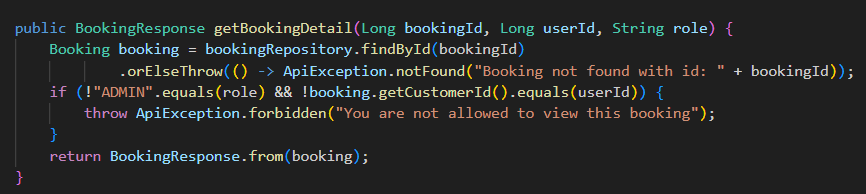 public BookingResponse getBookingDetail(Long bookingId, Long userId, String role) {
    Booking booking = bookingRepository.findById(bookingId)
            .orElseThrow(() -> ApiException.notFound("Booking not found with id: " + bookingId));
    if (!"ADMIN".equals(role) && !booking.getCustomerId().equals(userId)) {
        throw ApiException.forbidden("You are not allowed to view this booking");
    }
    return BookingResponse.from(booking);
}